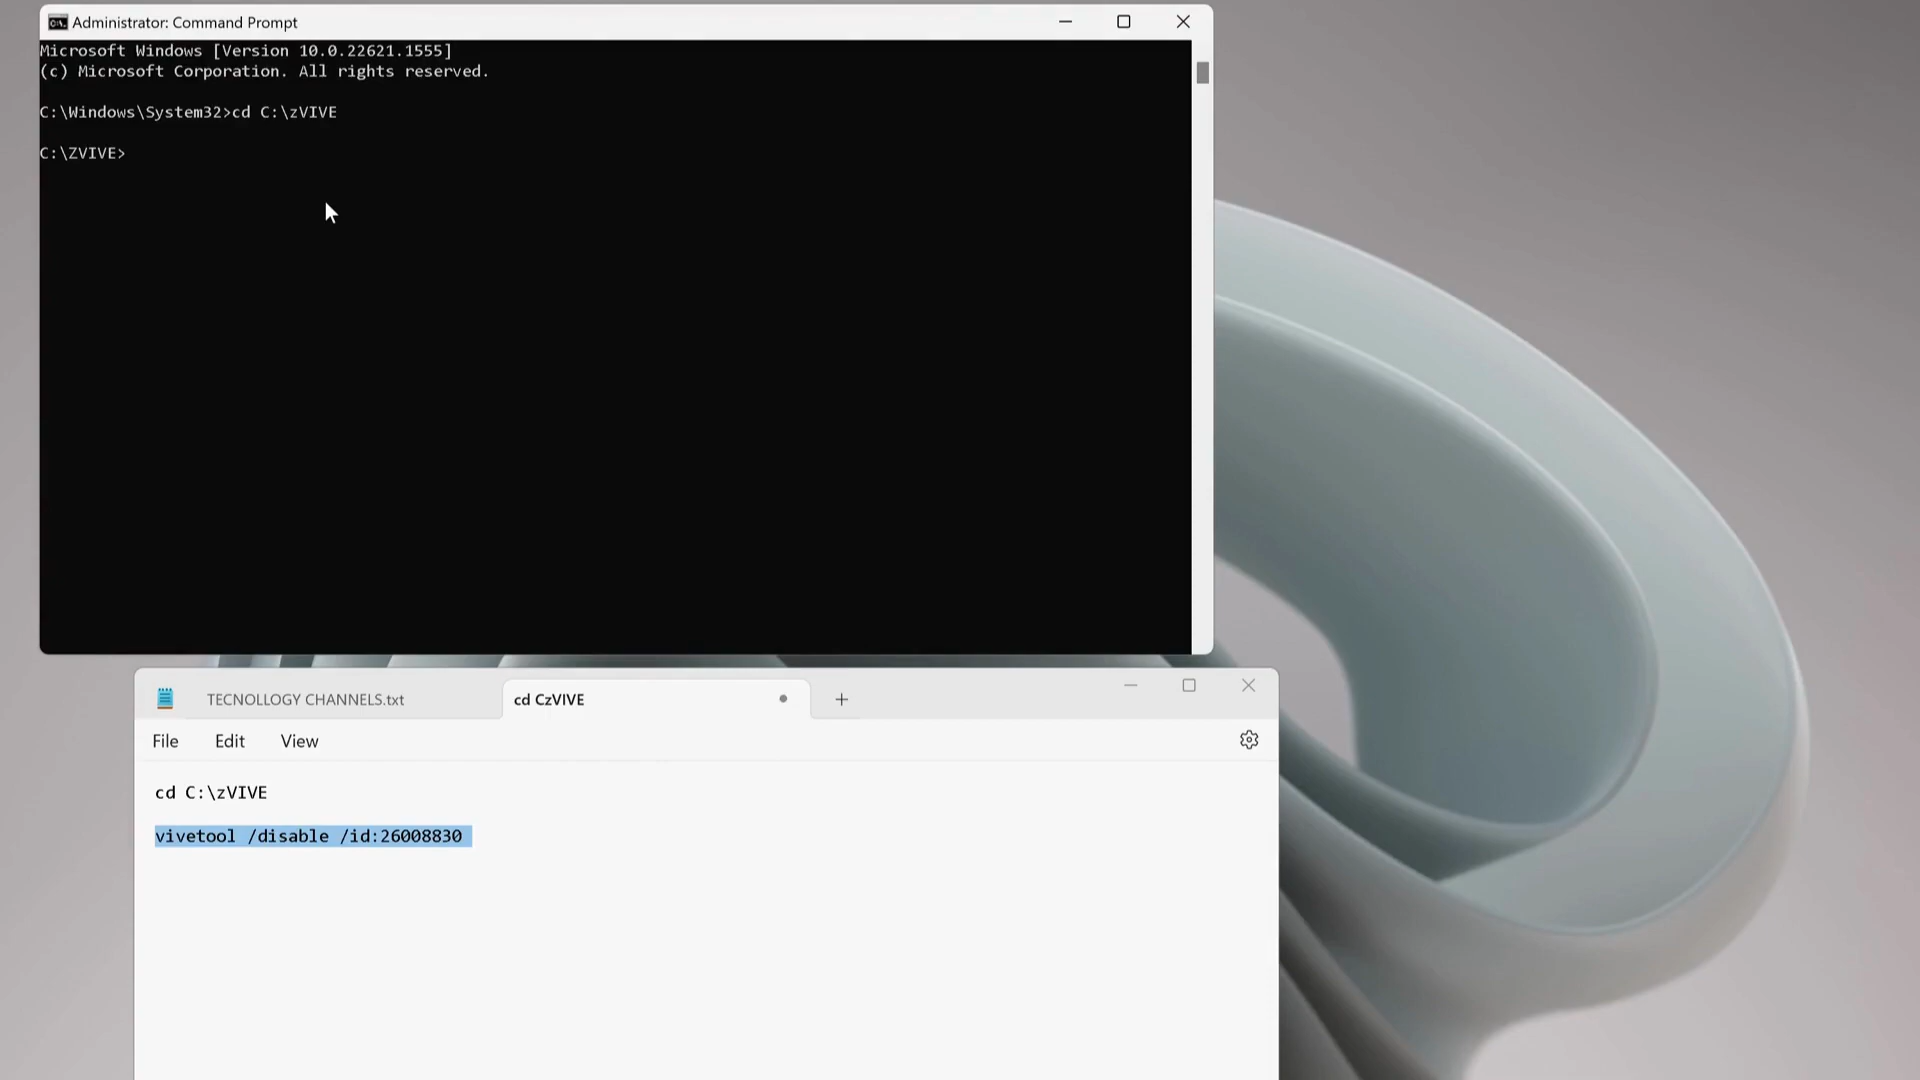 Administrator: Command Prompt
Microsoft Windows [Version 10.0.22621.1555]
(c) Microsoft Corporation. All rights reserved.
C:\Windows\System32>cd C:\zVIVE
C:\ZVIVE>
TECNOLLOGY CHANNELS.txt
cd CzVIVE
File Edit View
cd C:\zVIVE
vivetool /disable /id:26008830